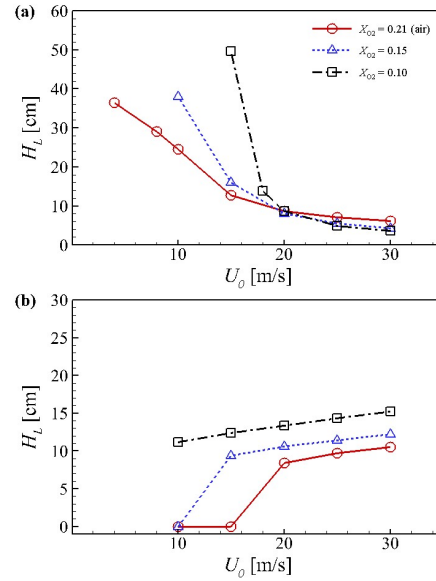 (a)
60
50
40
30
20
10
0
H_L [cm]
X_O2 = 0.21 (air)
X_O2 = 0.15
X_O2 = 0.10
10 20 30
U_0 [m/s]
(b)
30
25
20
15
10
5
0
H_L [cm]
10 20 30
U_0 [m/s]